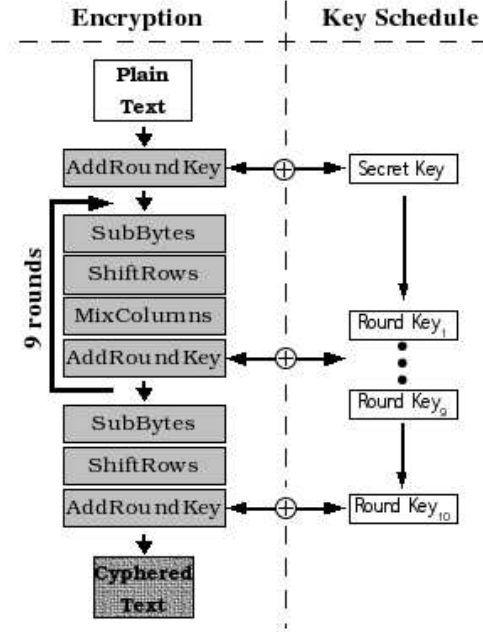 Encryption
Key Schedule
Plain
Text
AddRoundKey
Secret Key
9 rounds
SubBytes
ShiftRows
MixColumns
AddRoundKey
Round Key₁
Round Key₉
SubBytes
ShiftRows
AddRoundKey
Round Key₁₀
Cyphered
Text